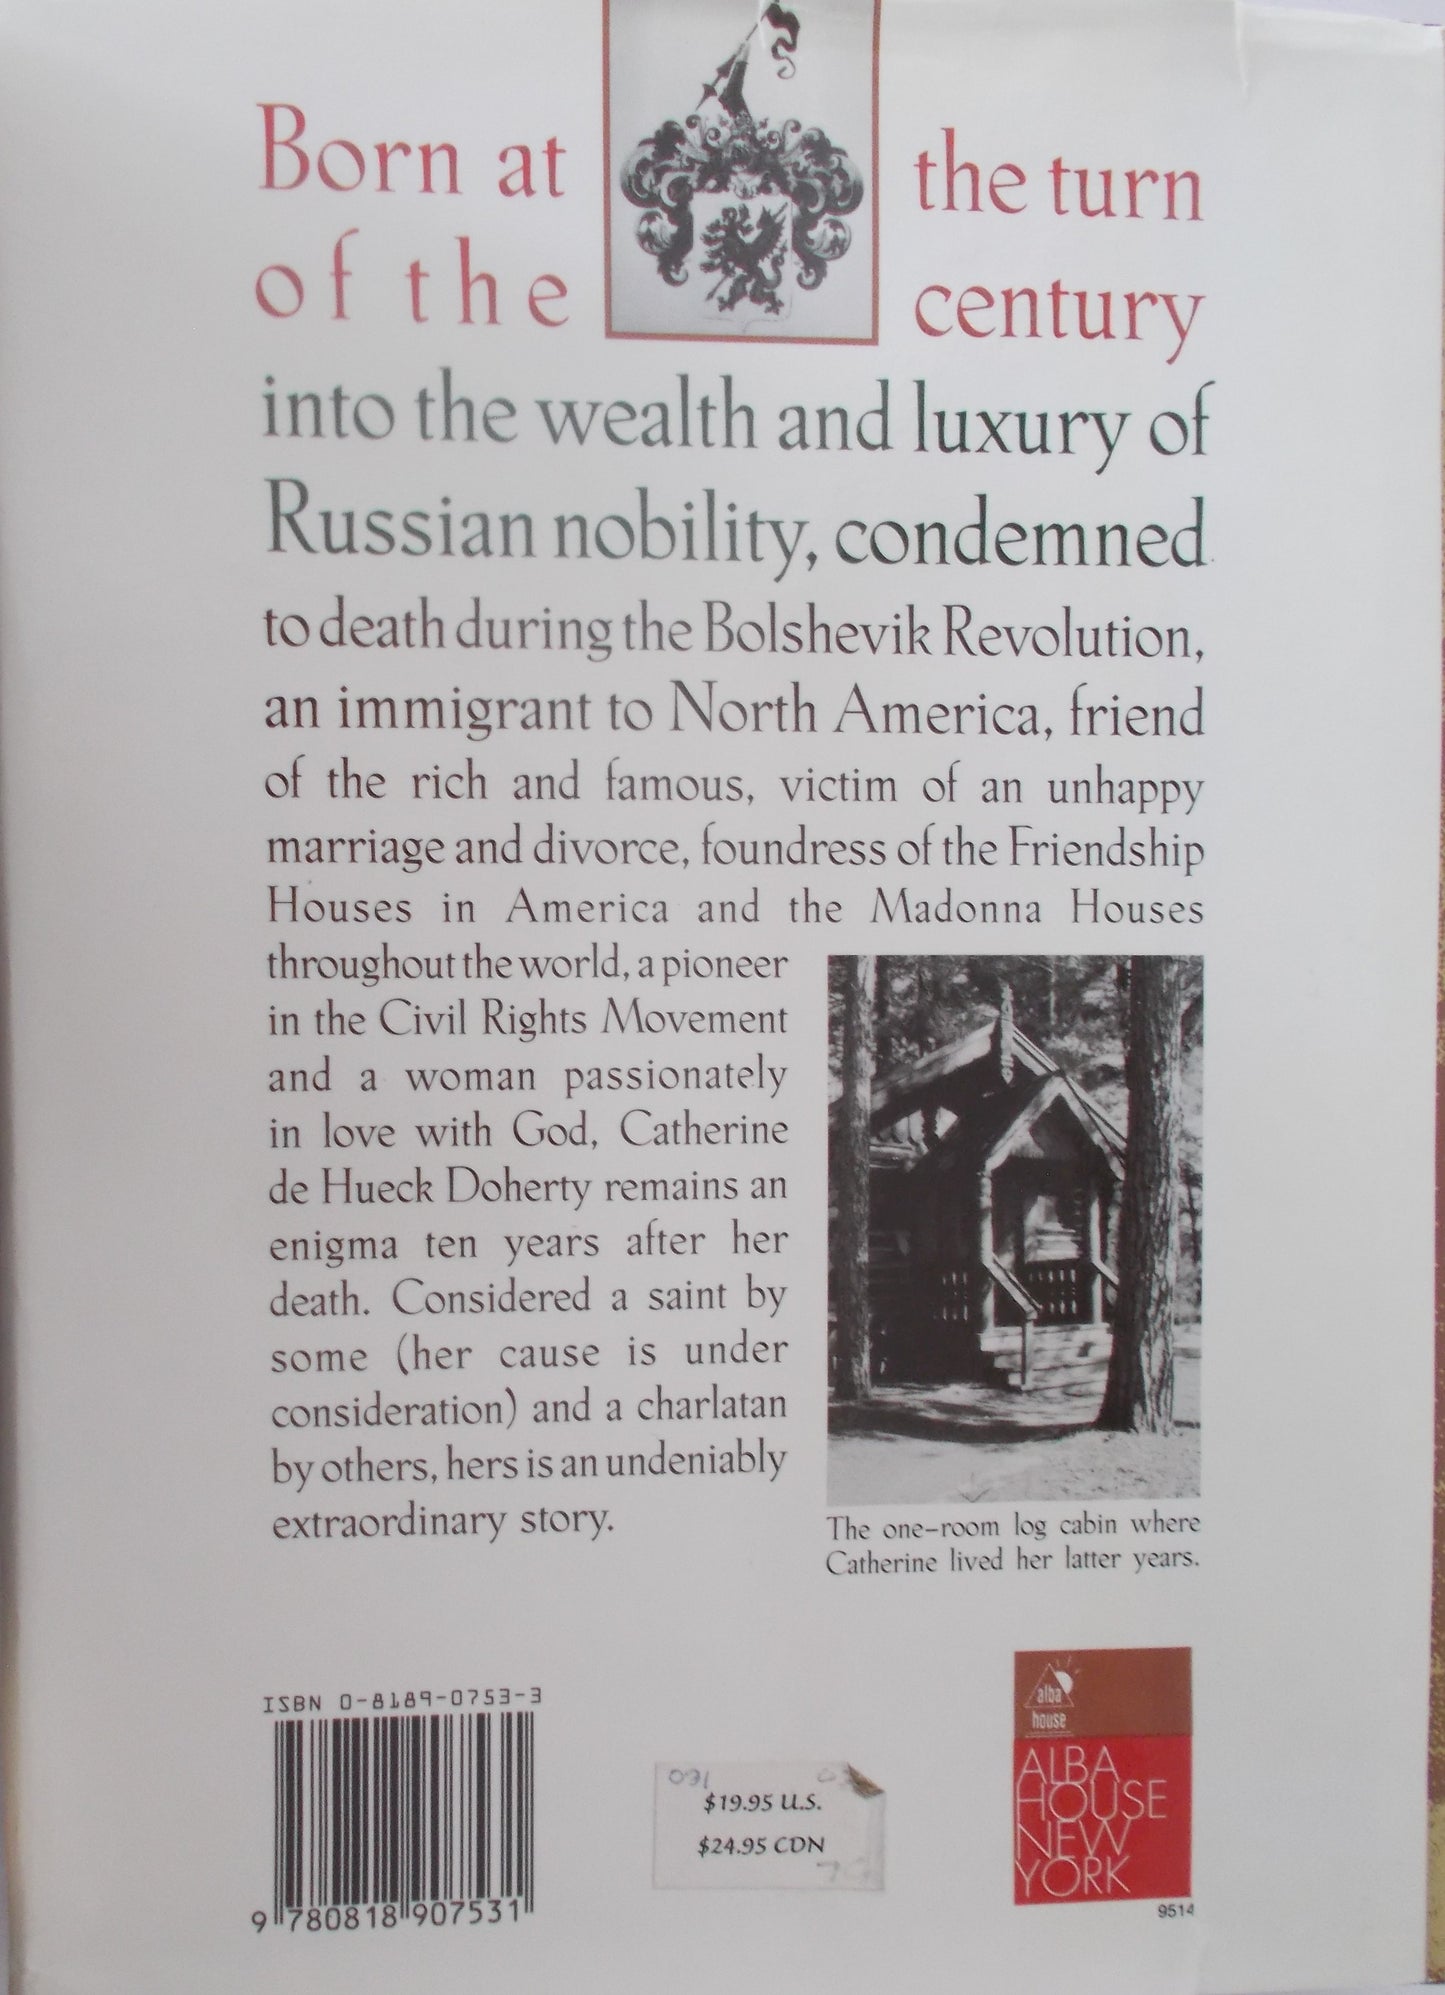 Born at the turn
of the century
into the wealth and luxury of
Russian nobility, condemned
to death during the Bolshevik Revolution,
an immigrant to North America, friend
of the rich and famous, victim of an unhappy
marriage and divorce, foundress of the Friendship
Houses in America and the Madonna Houses
throughout the world, a pioneer
in the Civil Rights Movement
and a woman passionately
in love with God, Catherine
de Hueck Doherty remains an
enigma ten years after her
death. Considered a saint by
some (her cause is under
consideration) and a charlatan
by others, hers is an undeniably
extraordinary story.
The one-room log cabin where
Catherine lived her latter years.
ISBN 0-8189-0753-3
9 780818 907531
$19.95 U.S.
$24.95 CDN
alba
house
ALBA
HOUSE
NEW
YORK
9514